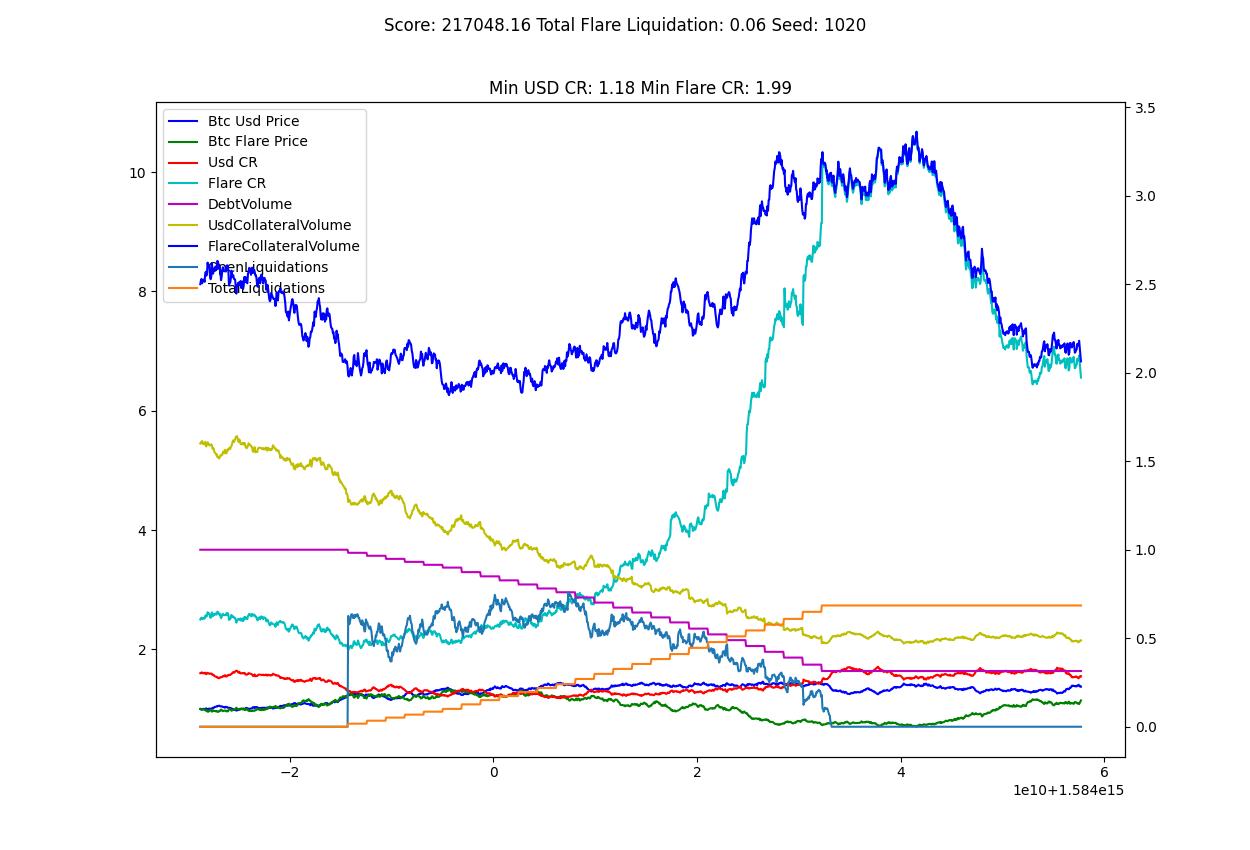 Score: 217048.16 Total Flare Liquidation: 0.06 Seed: 1020
Min USD CR: 1.18 Min Flare CR: 1.99
Btc Usd Price
Btc Flare Price
Usd CR
Flare CR
DebtVolume
UsdCollateralVolume
FlareCollateralVolume
OpenLiquidations
TotalLiquidations
10
8
6
4
2
3.5
3.0
2.5
2.0
1.5
1.0
0.5
0.0
−2
0
2
4
6
1e10+1.584e15